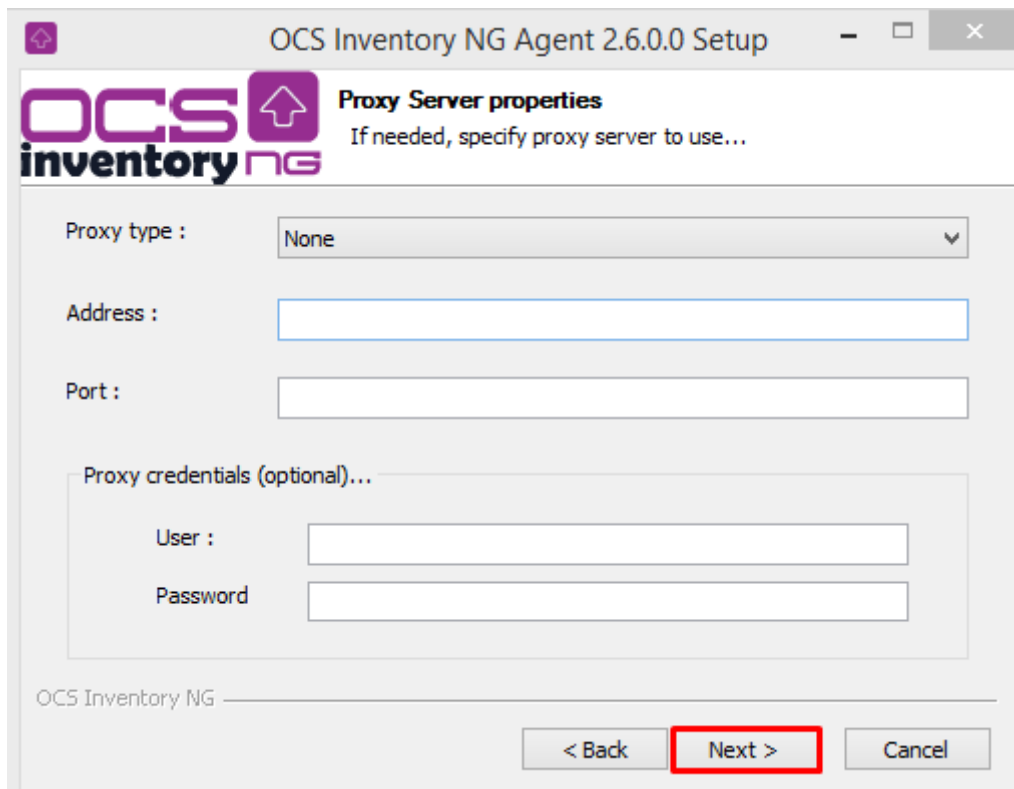 OCS Inventory NG Agent 2.6.0.0 Setup
OCS
inventory NG
Proxy Server properties
If needed, specify proxy server to use...
Proxy type :
None
Address :
Port :
Proxy credentials (optional)...
User :
Password
OCS Inventory NG
< Back
Next >
Cancel